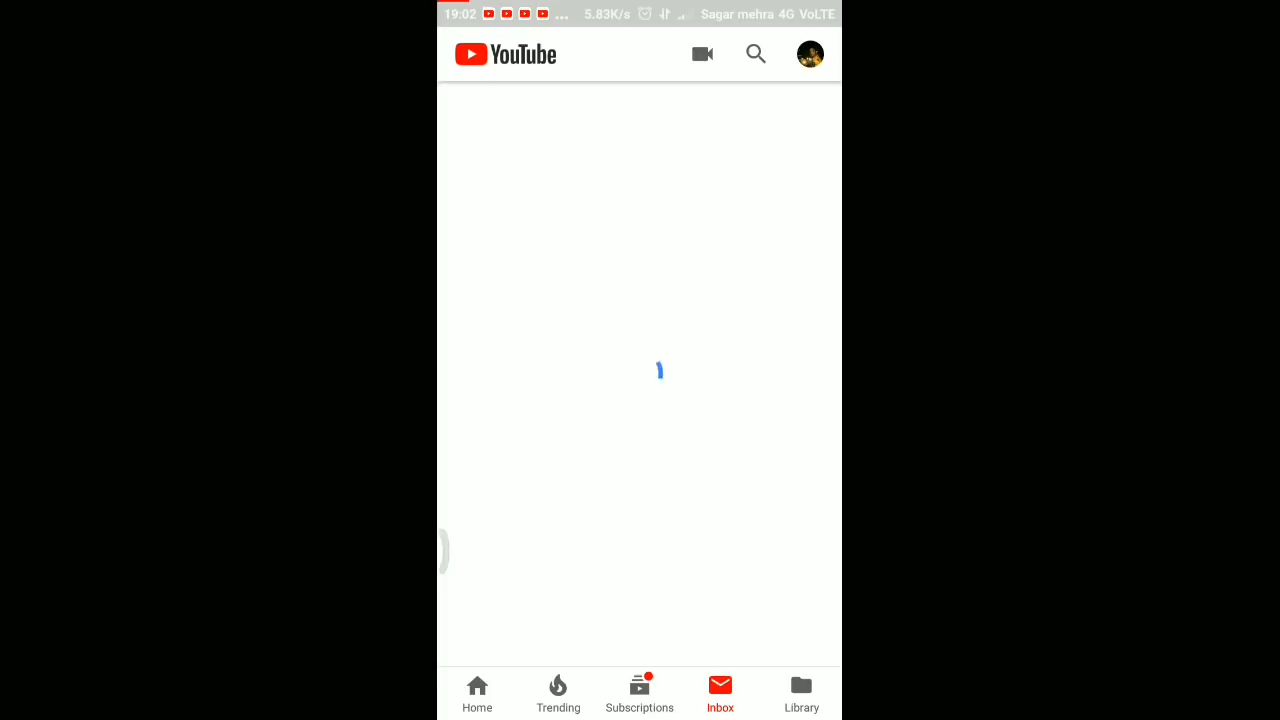 19:02 ... 5.83K/s Sagar mehra 4G VoLTE
YouTube
Home Trending Subscriptions Inbox Library